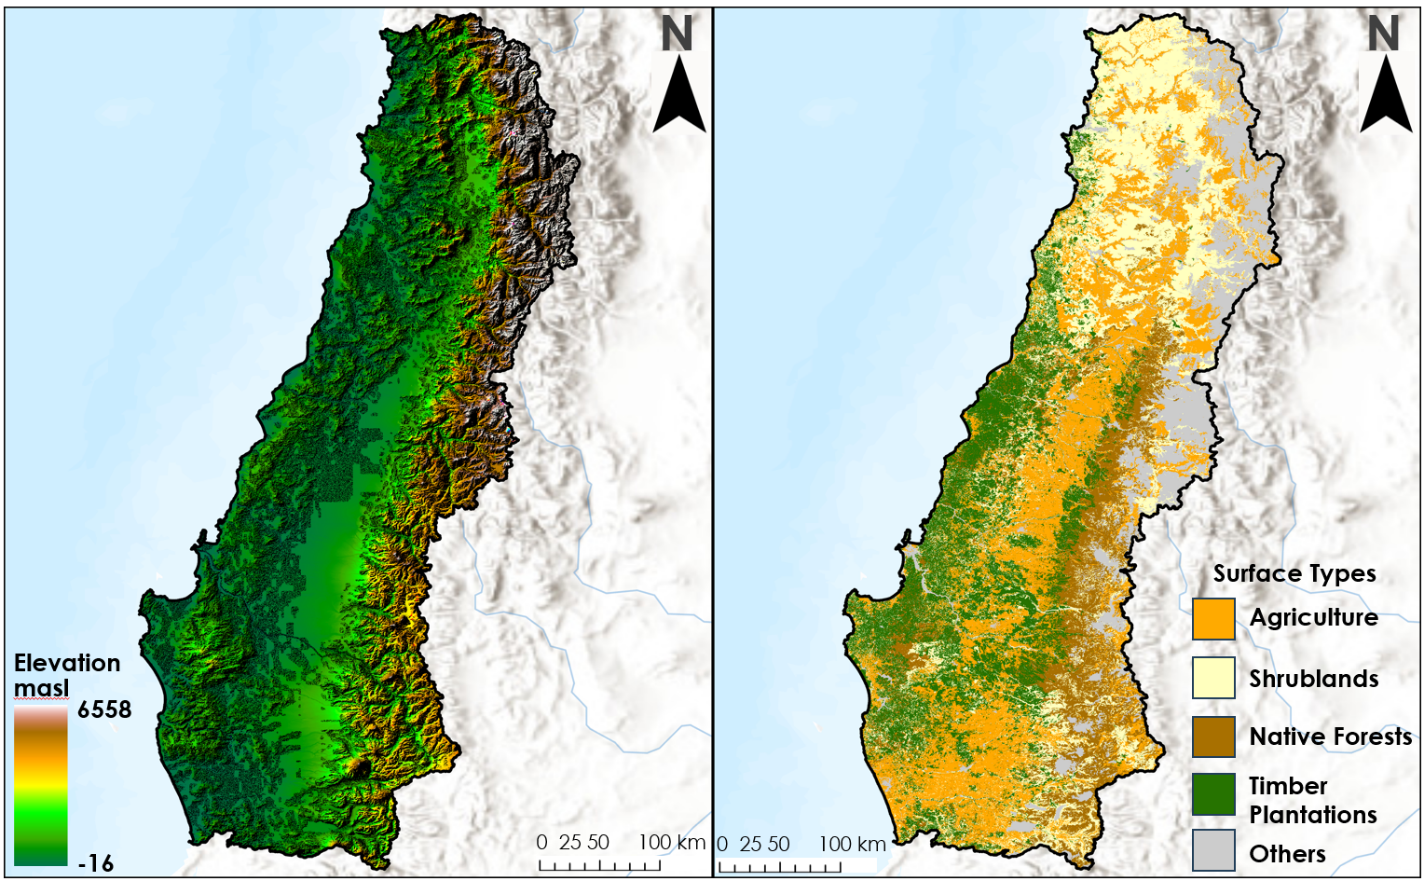 N
Elevation
masl
6558
-16
0 25 50 100 km
N
Surface Types
Agriculture
Shrublands
Native Forests
Timber
Plantations
Others
0 25 50 100 km